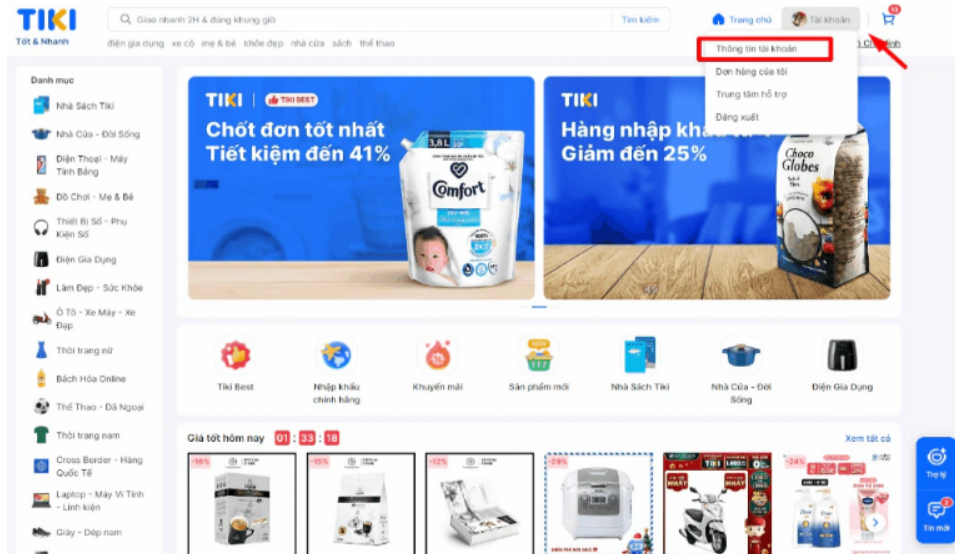 TIKI
Tốt & Nhanh
Giao nhanh 2H & đúng khung giờ
Tìm kiếm
Trang chủ
Tài khoản
10
điện gia dụng xe cộ mẹ & bé khỏe đẹp nhà cửa sách thể thao
Thông tin tài khoản
Đơn hàng của tôi
Trung tâm hỗ trợ
Đăng xuất
Danh mục
Nhà Sách Tiki
Nhà Cửa - Đời Sống
Điện Thoại - Máy
Tính Bảng
Đồ Chơi - Mẹ & Bé
Thiết Bị Số - Phụ
Kiện Số
Điện Gia Dụng
Làm Đẹp - Sức Khỏe
Ô Tô - Xe Máy - Xe
Đạp
Thời trang nữ
Bách Hóa Online
Thể Thao - Dã Ngoại
Thời trang nam
Cross Border - Hàng
Quốc Tế
Laptop - Máy Vi Tính
- Linh kiện
Giày - Dép nam
TIKI
TIKI BEST
Chốt đơn tốt nhất
Tiết kiệm đến 41%
3,8L
Comfort
TIKI
Hàng nhập
Giảm đến 25%
Choco
Globes
Tiki Best
Nhập khẩu
chính hãng
Khuyến mãi
Sản phẩm mới
Nhà Sách Tiki
Nhà Cửa - Đời
Sống
Điện Gia Dụng
Giá tốt hôm nay 01 : 33 : 18
Xem tất cả
-16%
-15%
-12%
-28%
TIKI
-24%
Trợ lý
2
Tin mới